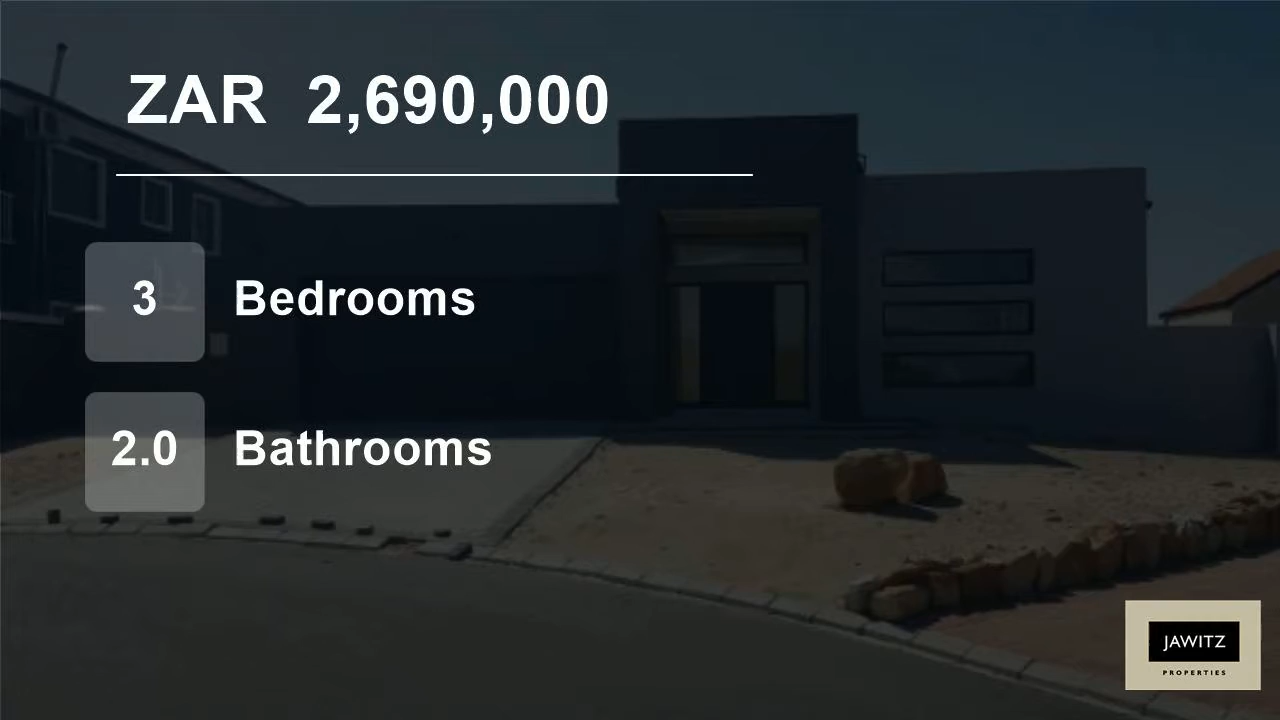 ZAR 2,690,000
3 Bedrooms
2.0 Bathrooms
JAWITZ
PROPERTIES